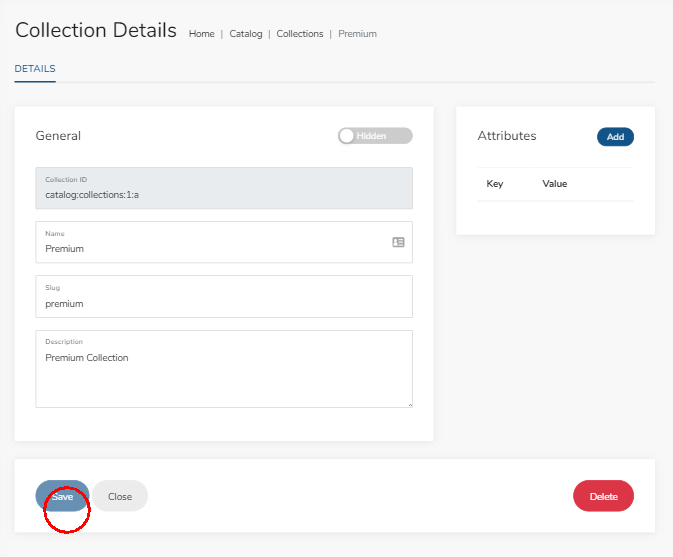 Collection Details Home | Catalog | Collections | Premium
DETAILS
General Hidden
Collection ID
catalog:collections:1:a
Name
Premium
Slug
premium
Description
Premium Collection
Attributes Add
Key Value
Save Close Delete